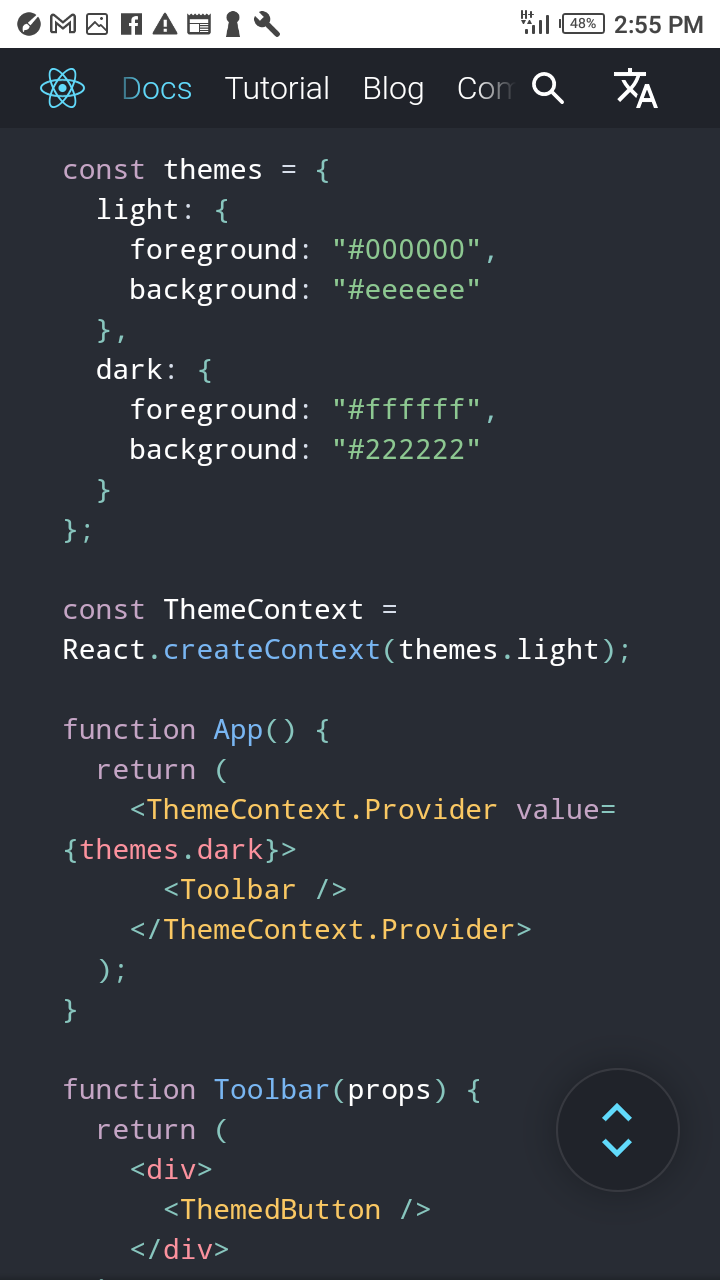 H+ 48% 2:55 PM
Docs Tutorial Blog Com
const themes = {
  light: {
    foreground: "#000000",
    background: "#eeeeee"
  },
  dark: {
    foreground: "#ffffff",
    background: "#222222"
  }
};

const ThemeContext =
React.createContext(themes.light);

function App() {
  return (
    <ThemeContext.Provider value=
{themes.dark}>
      <Toolbar />
    </ThemeContext.Provider>
  );
}

function Toolbar(props) {
  return (
    <div>
      <ThemedButton />
    </div>